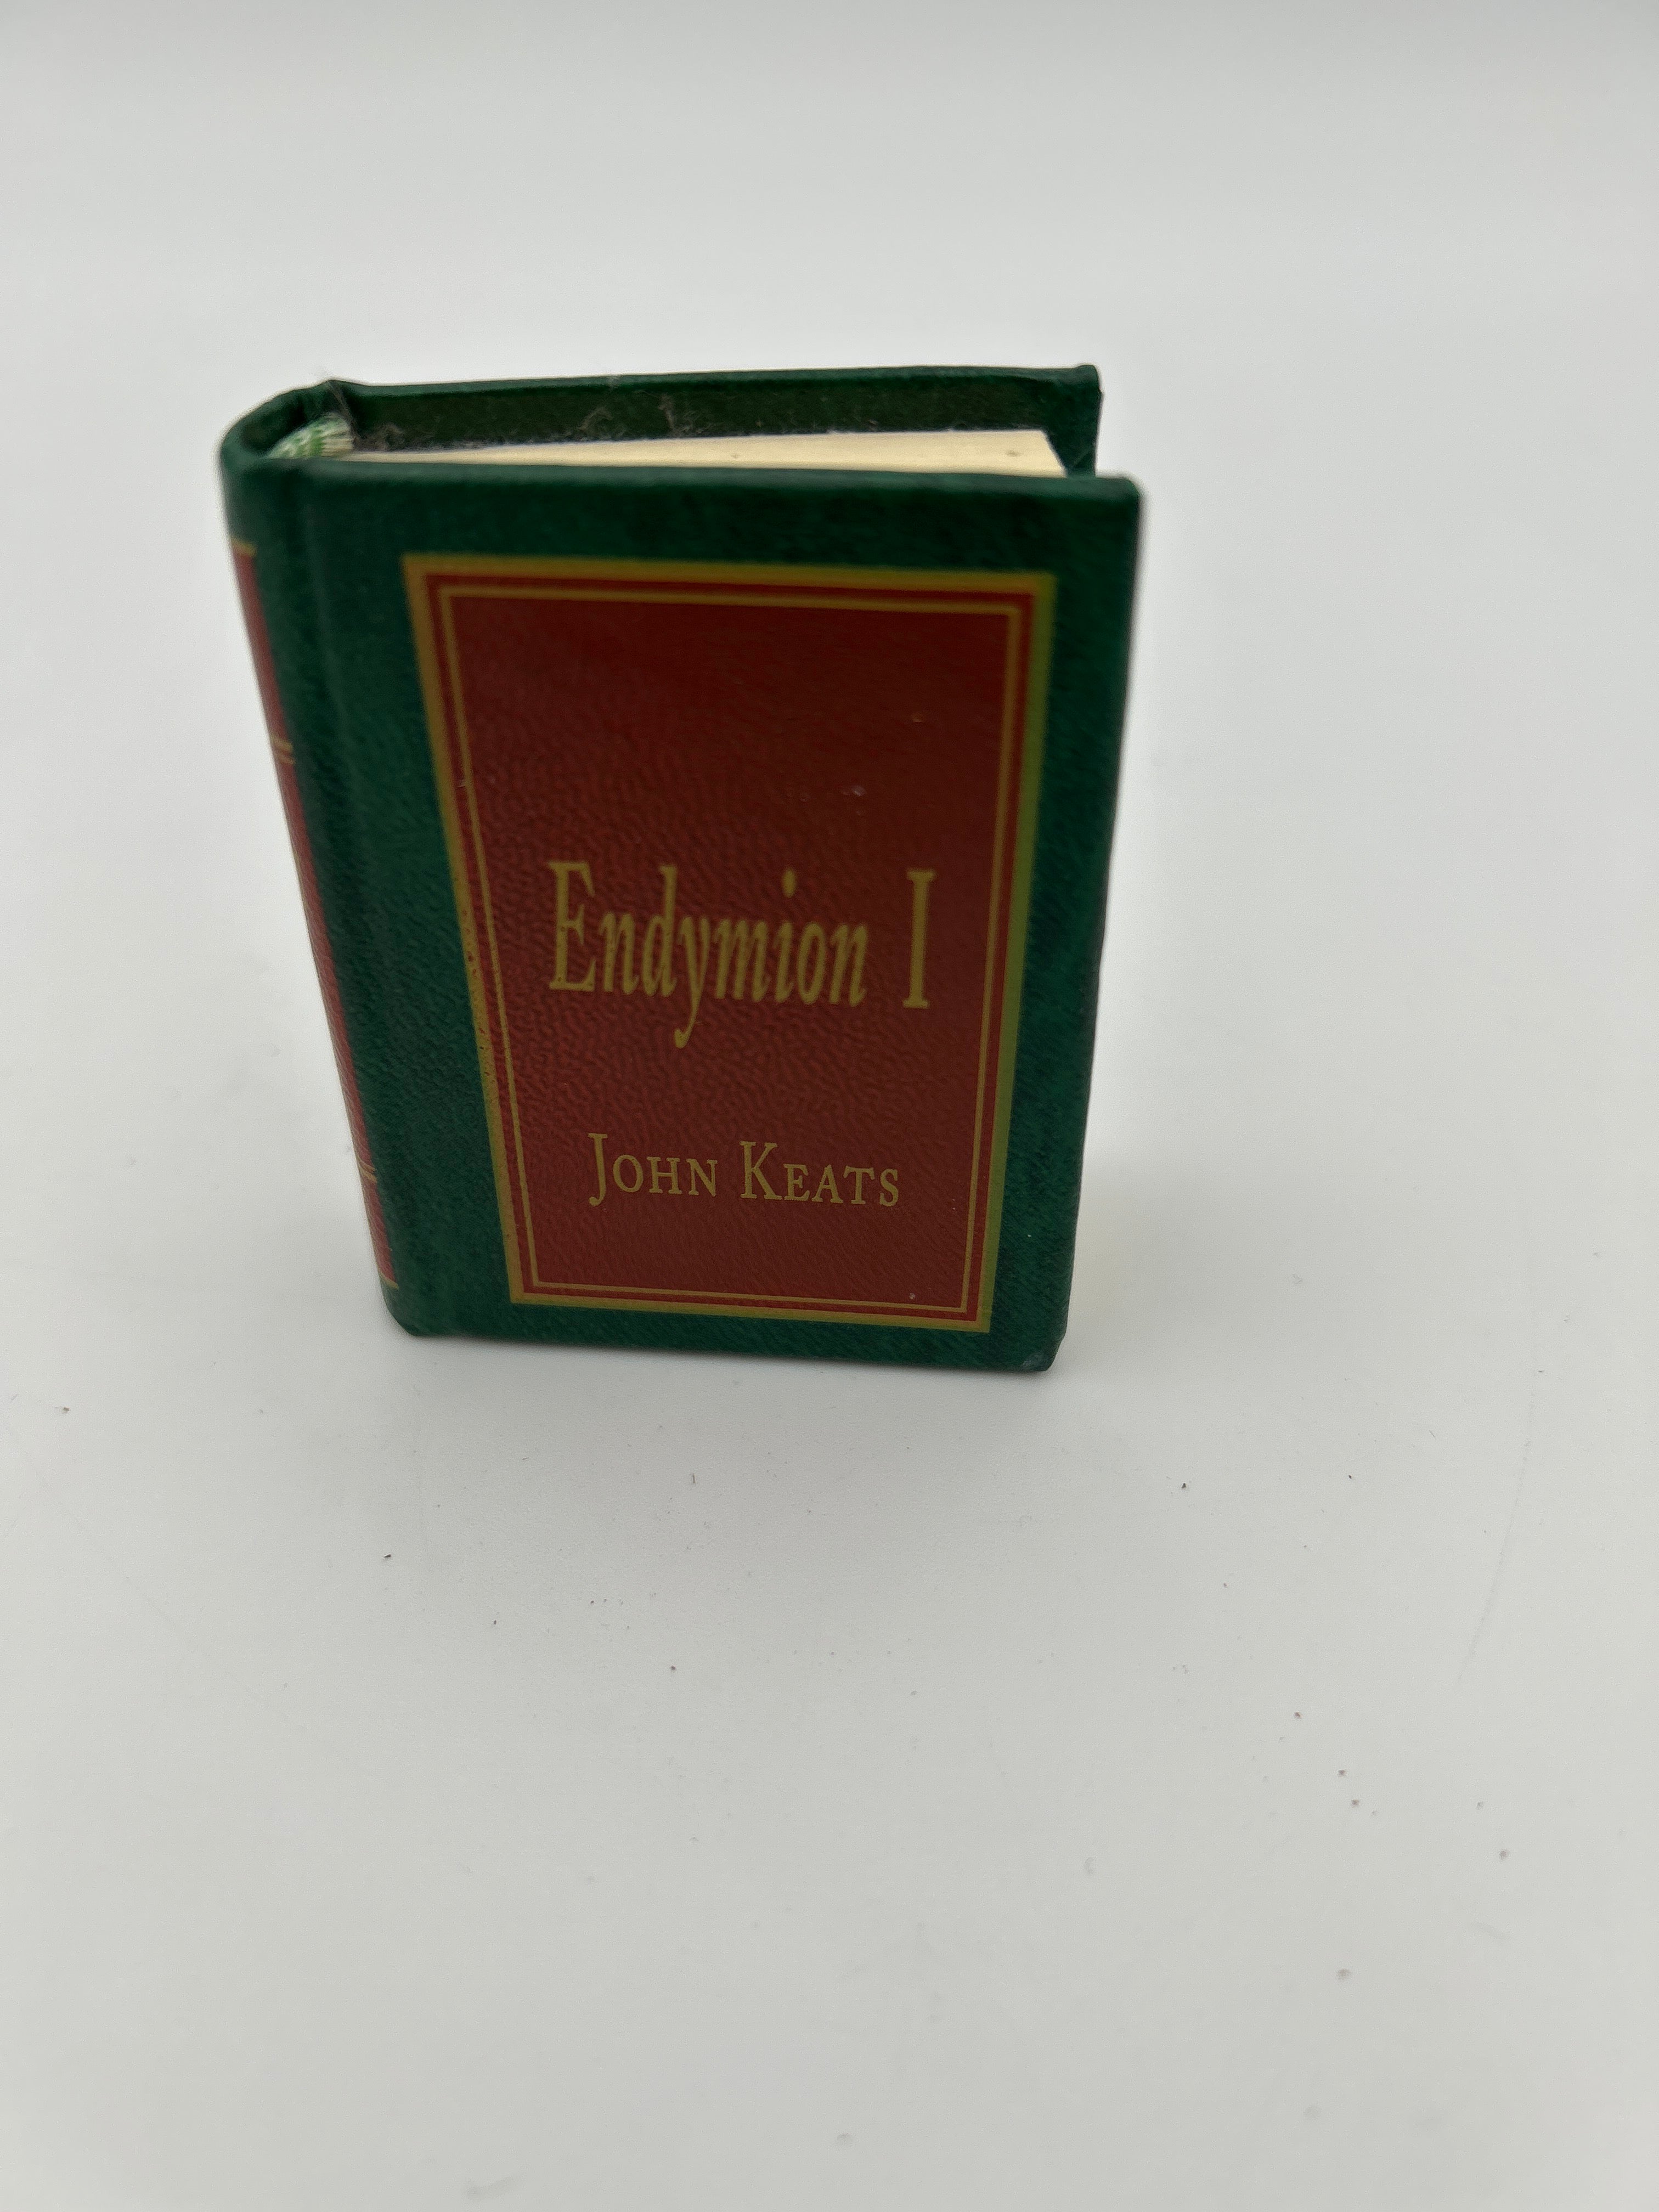 Endymion I
JOHN KEATS